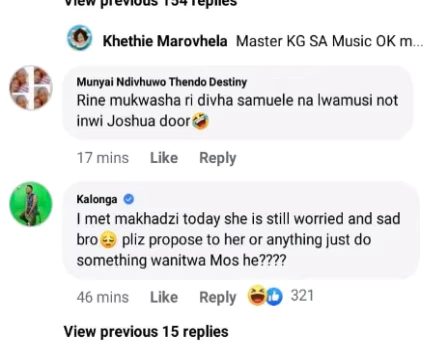 View previous 154 replies
Khethie Marovhela Master KG SA Music OK m...
Munyai Ndivhuwo Thendo Destiny
Rine mukwasha ri divha samuele na lwamusi not
inwi Joshua door🤣
17 mins Like Reply
Kalonga
I met makhadzi today she is still worried and sad
bro😔 pliz propose to her or anything just do
something wanitwa Mos he????
46 mins Like Reply 321
View previous 15 replies